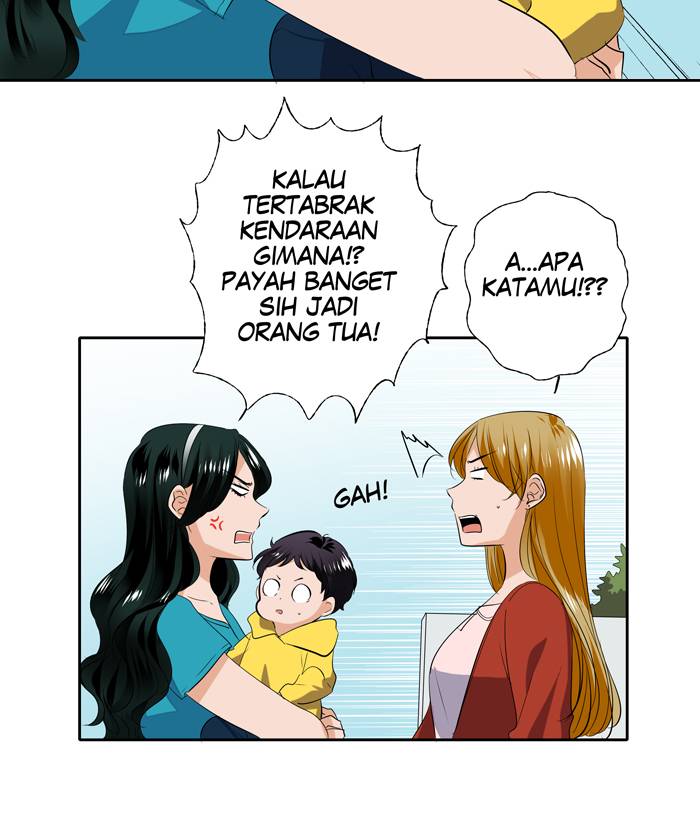 KALAU
TERTABRAK
KENDARAAN
GIMANA!?
PAYAH BANGET
SIH JADI
ORANG TUA!
A...APA
KATAMU!??
GAH!